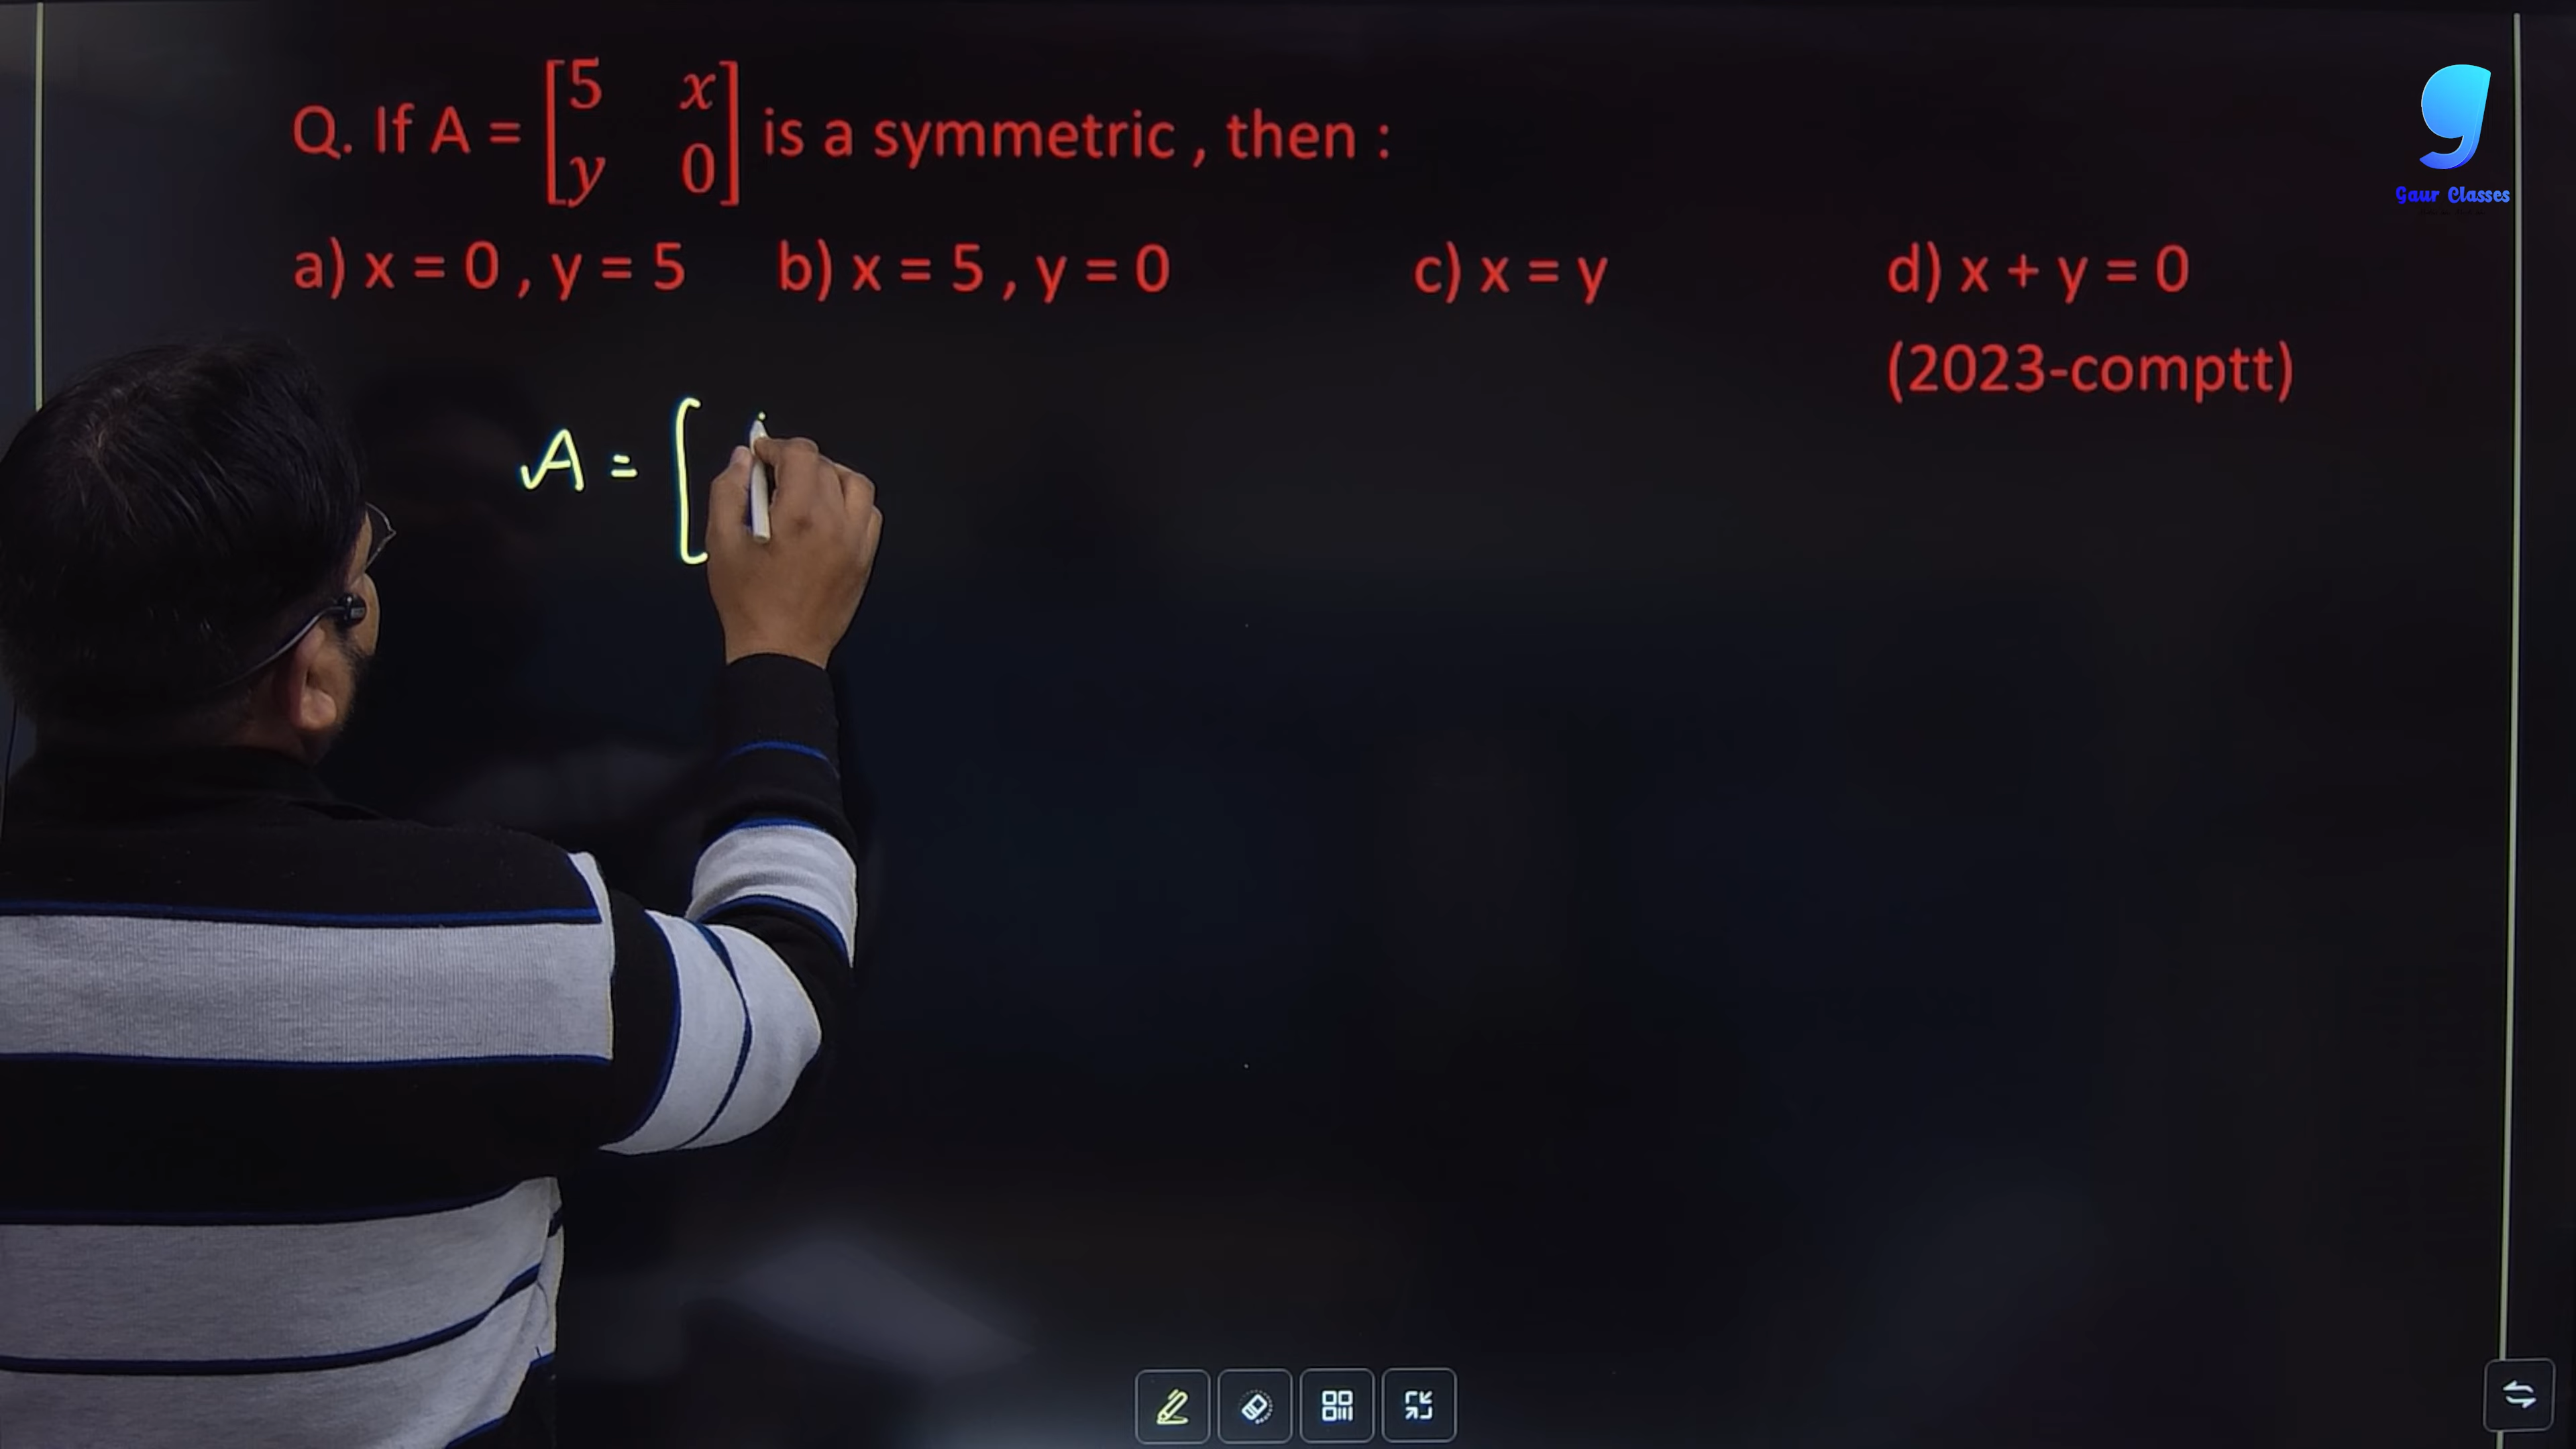 Q. If A = [5 x
y 0] is a symmetric , then :
a) x = 0 , y = 5 b) x = 5 , y = 0 c) x = y d) x + y = 0
(2023-comptt)
A = [
g
Gaur Classes